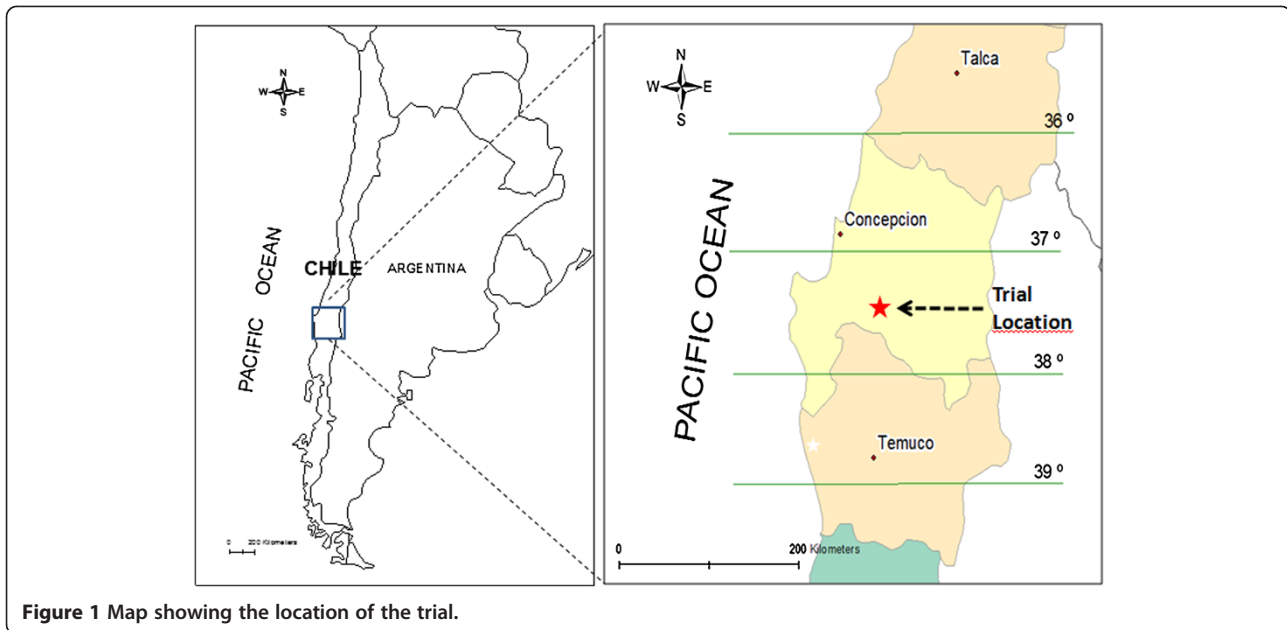 N
W E
S
PACIFIC OCEAN
CHILE
ARGENTINA
0 200 Kilometers
N
W E
S
PACIFIC OCEAN
Talca
36 º
Concepcion
37 º
Trial
Location
38 º
Temuco
39 º
0 200 Kilometers
Figure 1 Map showing the location of the trial.